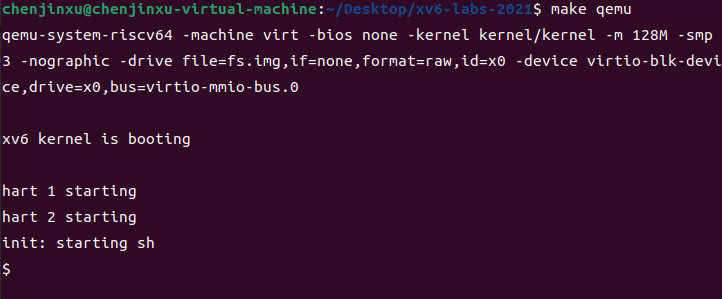 chenjinxu@chenjinxu-virtual-machine:~/Desktop/xv6-labs-2021$ make qemu
qemu-system-riscv64 -machine virt -bios none -kernel kernel/kernel -m 128M -smp
3 -nographic -drive file=fs.img,if=none,format=raw,id=x0 -device virtio-blk-devi
ce,drive=x0,bus=virtio-mmio-bus.0
xv6 kernel is booting
hart 1 starting
hart 2 starting
init: starting sh
$